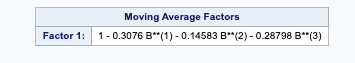 Moving Average Factors
Factor 1: 1 - 0.3076 B**(1) - 0.14583 B**(2) - 0.28798 B**(3)